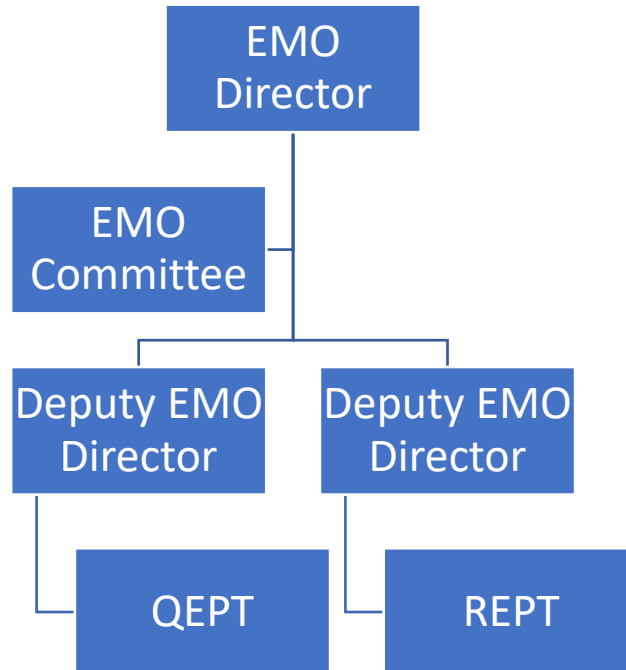 EMO
Director
EMO
Committee
Deputy EMO
Director
Deputy EMO
Director
QEPT
REPT